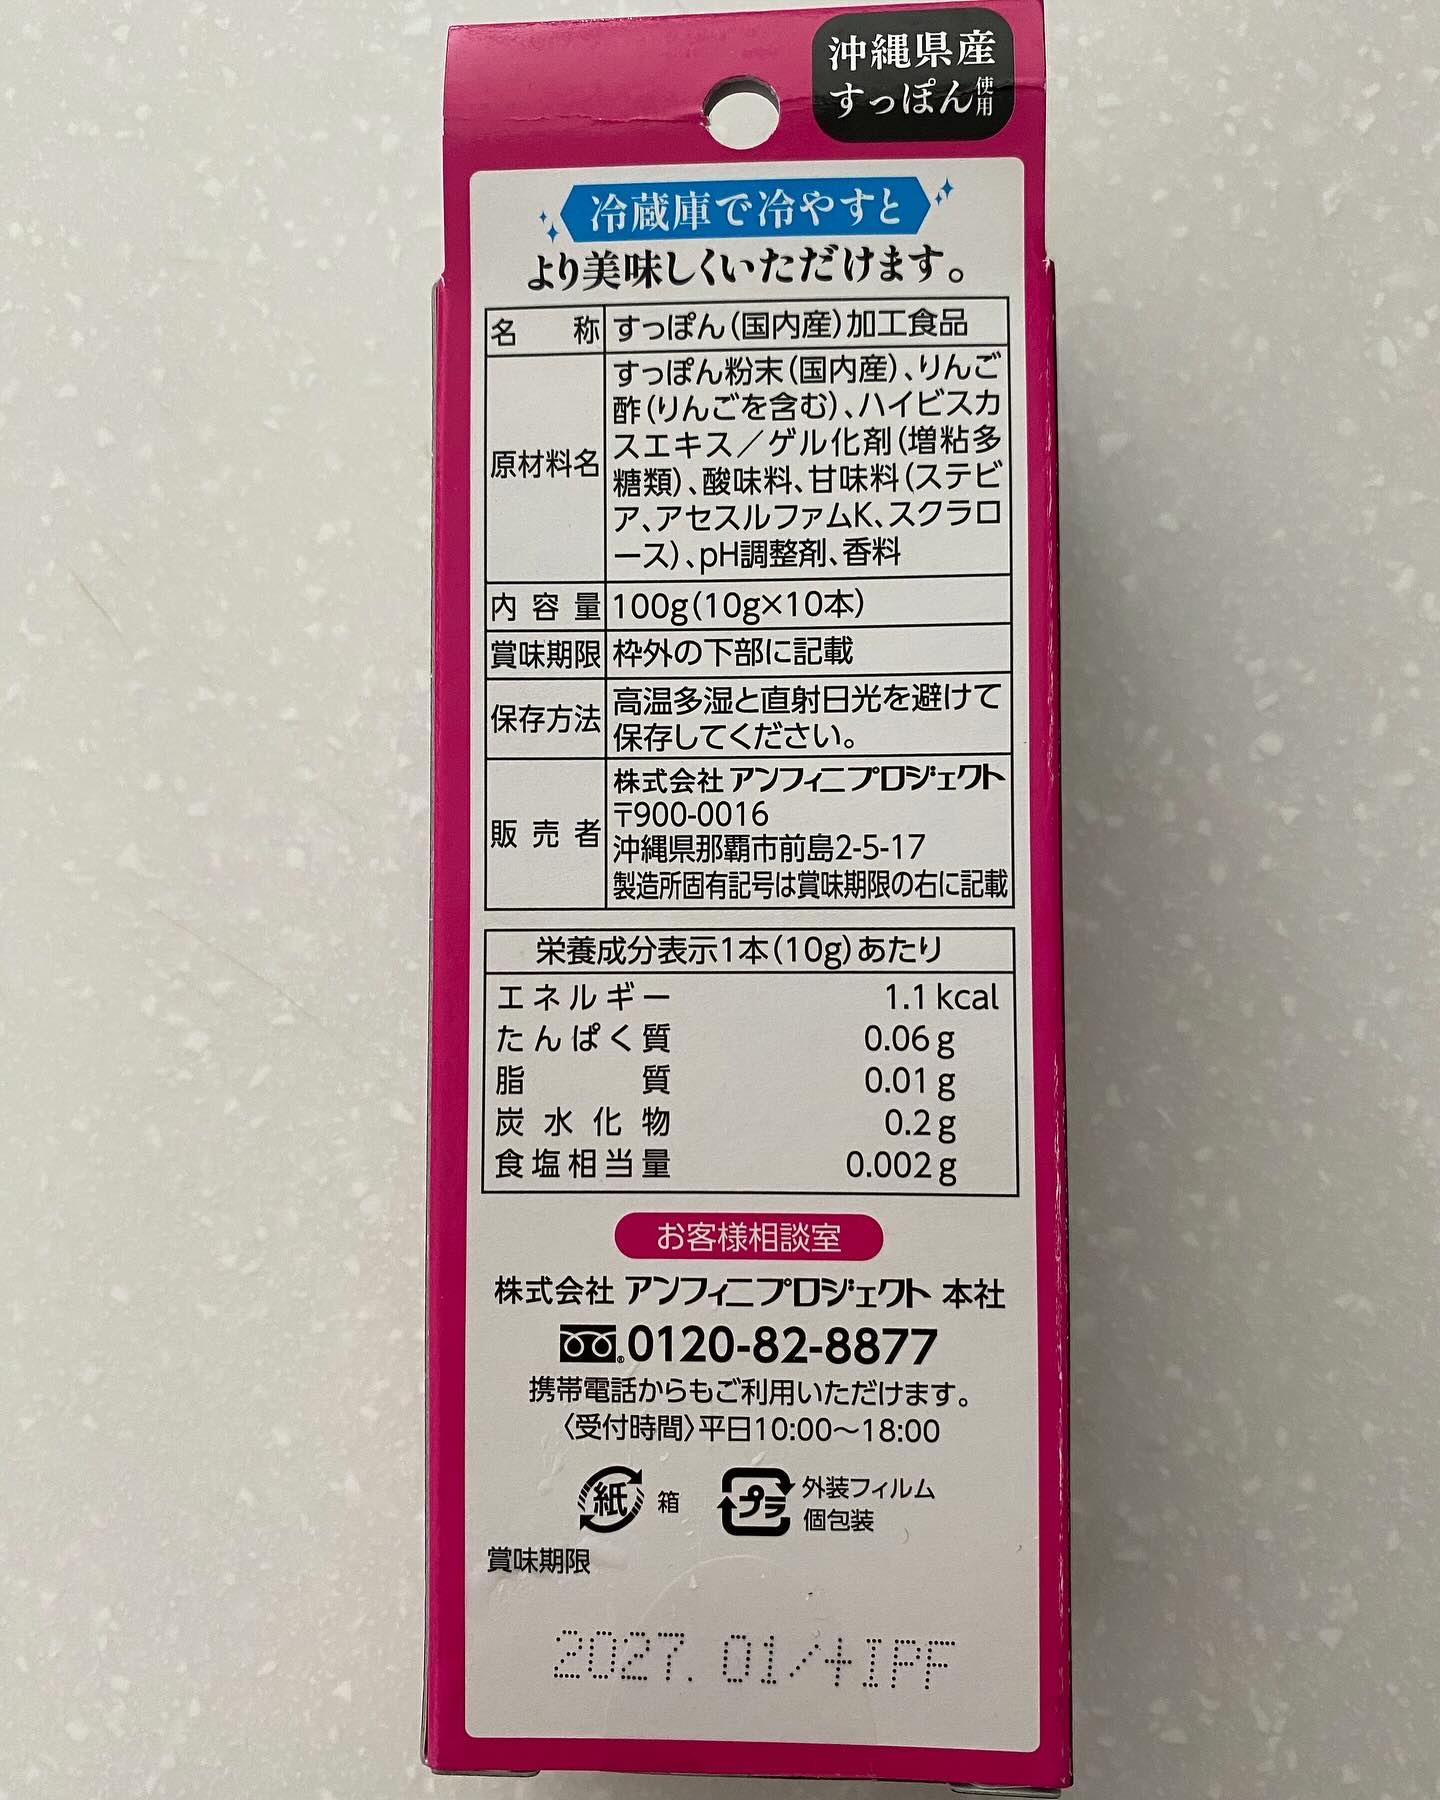 沖縄県産
すっぽん使用
冷蔵庫で冷やすと
より美味しくいただけます。
名称 すっぽん(国内産)加工食品
原材料名 すっぽん粉末(国内産)、りんご
酢(りんごを含む)、ハイビスカ
スエキス/ゲル化剤(増粘多
糖類)、酸味料、甘味料(ステビ
ア、アセスルファムK、スクラロ
ース)、pH調整剤、香料
内容量 100g(10g×10本)
賞味期限 枠外の下部に記載
保存方法 高温多湿と直射日光を避けて
保存してください。
販売者 株式会社 アンフィニプロジェクト
〒900-0016
沖縄県那覇市前島2-5-17
製造所固有記号は賞味期限の右に記載
栄養成分表示1本(10g)あたり
エネルギー 1.1 kcal
たんぱく質 0.06 g
脂質 0.01 g
炭水化物 0.2 g
食塩相当量 0.002 g
お客様相談室
株式会社 アンフィニプロジェクト 本社
0120-82-8877
携帯電話からもご利用いただけます。
〈受付時間〉平日10:00〜18:00
紙 箱 プラ 外装フィルム
個包装
賞味期限
2027.01/+IPF